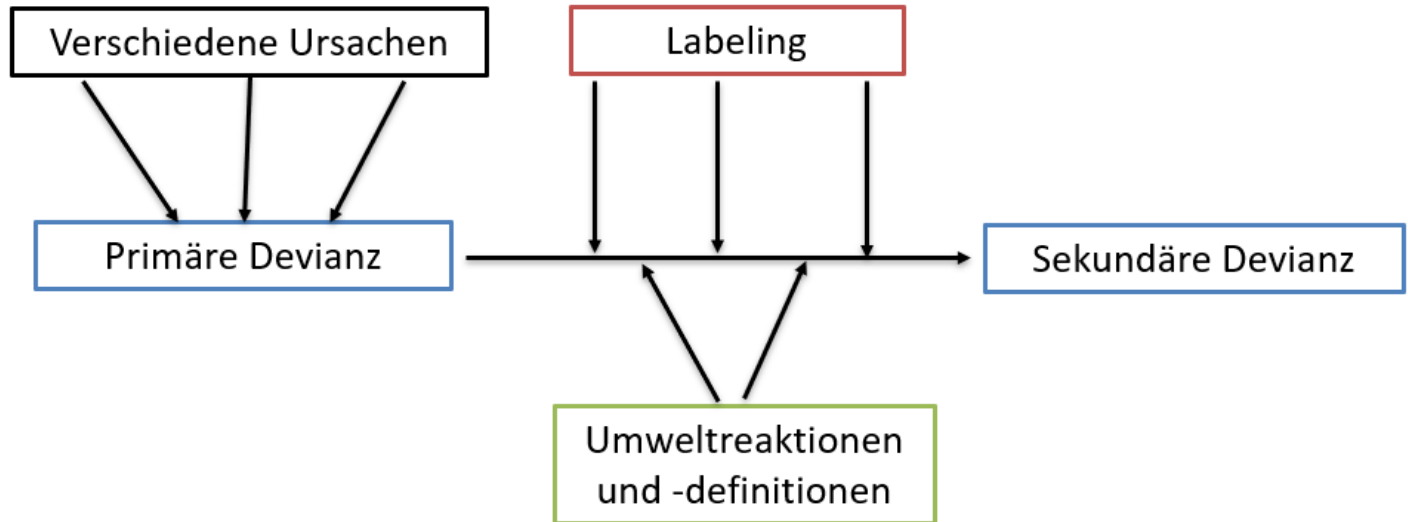 Verschiedene Ursachen
Labeling
Primäre Devianz
Sekundäre Devianz
Umweltreaktionen
und -definitionen